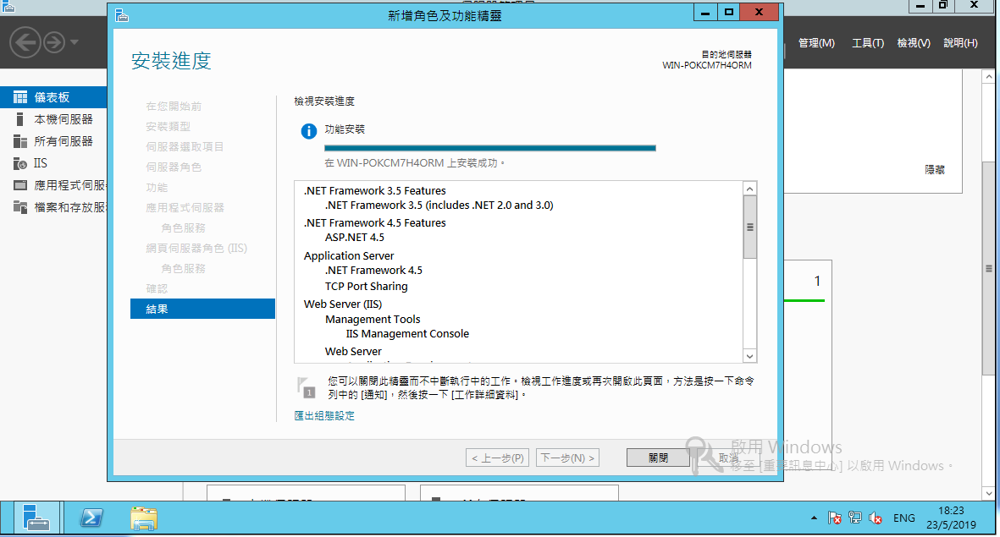 新增角色及功能精靈
管理(M) 工具(T) 檢視(V) 說明(H)
安裝進度
目的地伺服器
WIN-POKCM7H4ORM
儀表板
本機伺服器
所有伺服器
IIS
應用程式伺服
檔案和存放服
在您開始前
安裝類型
伺服器選取項目
伺服器角色
功能
應用程式伺服器
角色服務
網頁伺服器角色 (IIS)
角色服務
確認
結果
檢視安裝進度
功能安裝
在 WIN-POKCM7H4ORM 上安裝成功。
.NET Framework 3.5 Features
.NET Framework 3.5 (includes .NET 2.0 and 3.0)
.NET Framework 4.5 Features
ASP.NET 4.5
Application Server
.NET Framework 4.5
TCP Port Sharing
Web Server (IIS)
Management Tools
IIS Management Console
Web Server
1
您可以關閉此精靈而不中斷執行中的工作。檢視工作進度或再次開啟此頁面，方法是按一下命令
列中的 [通知]，然後按一下 [工作詳細資料]。
匯出組態設定
< 上一步(P)
下一步(N) >
關閉
取消
隱藏
1
啟用 Windows
移至 [重要訊息中心] 以啟用 Windows。
ENG
18:23
23/5/2019